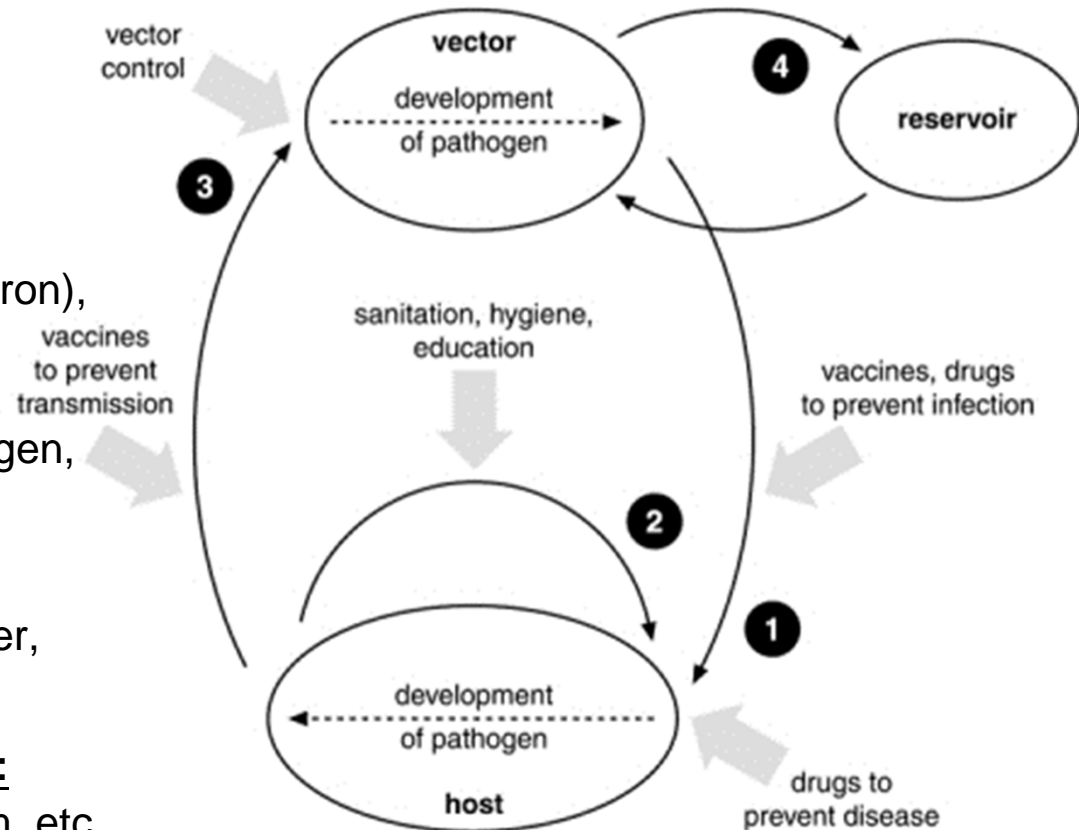 vector
control
vector
development
of pathogen
4
reservoir
3
ron),
vaccines
to prevent
transmission
gen,
sanitation, hygiene,
education
vaccines, drugs
to prevent infection
2
er,
1
development
of pathogen
host
drugs to
prevent disease
:
etc